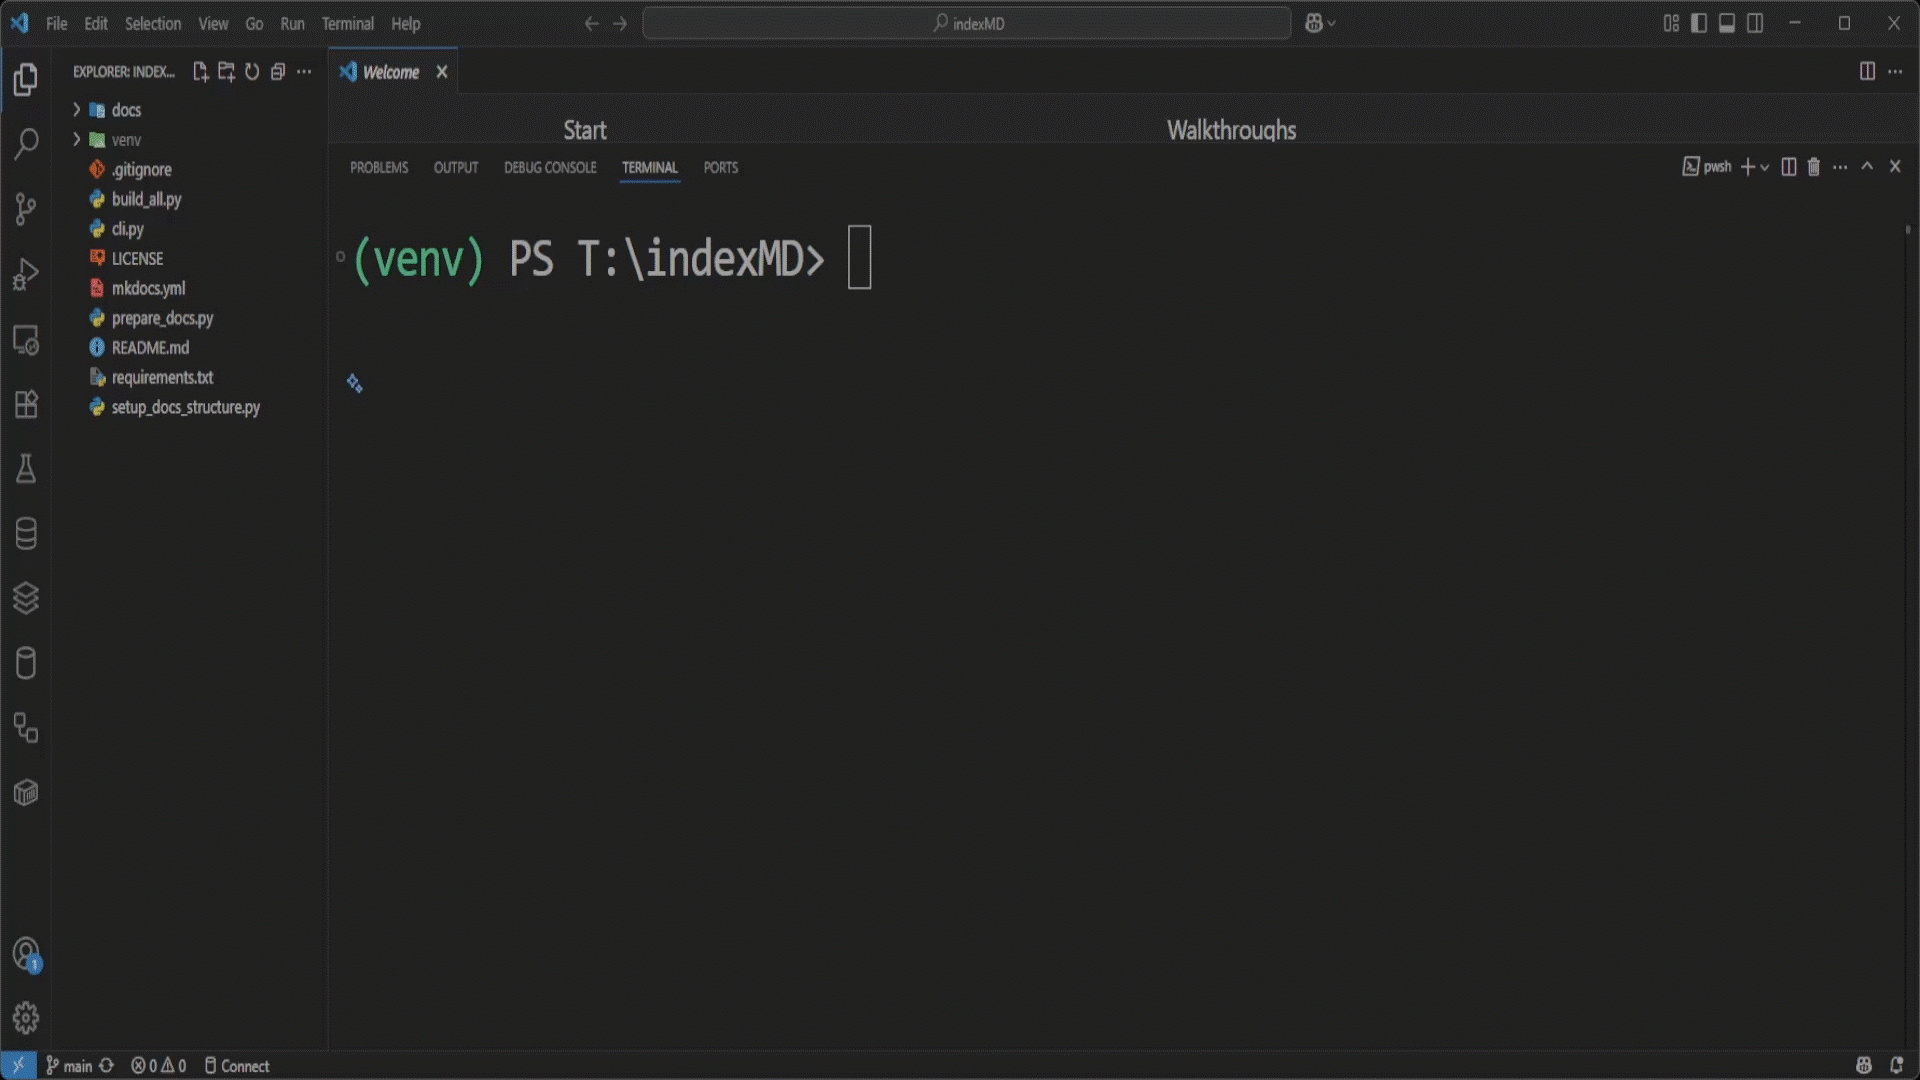 File Edit Selection View Go Run Terminal Help
indexMD
EXPLORER: INDEX...
Welcome
docs
venv
.gitignore
build_all.py
cli.py
LICENSE
mkdocs.yml
prepare_docs.py
README.md
requirements.txt
setup_docs_structure.py
Start
Walkthroughs
PROBLEMS OUTPUT DEBUG CONSOLE TERMINAL PORTS
pwsh
(venv) PS T:\indexMD>
1
main 0 0 Connect